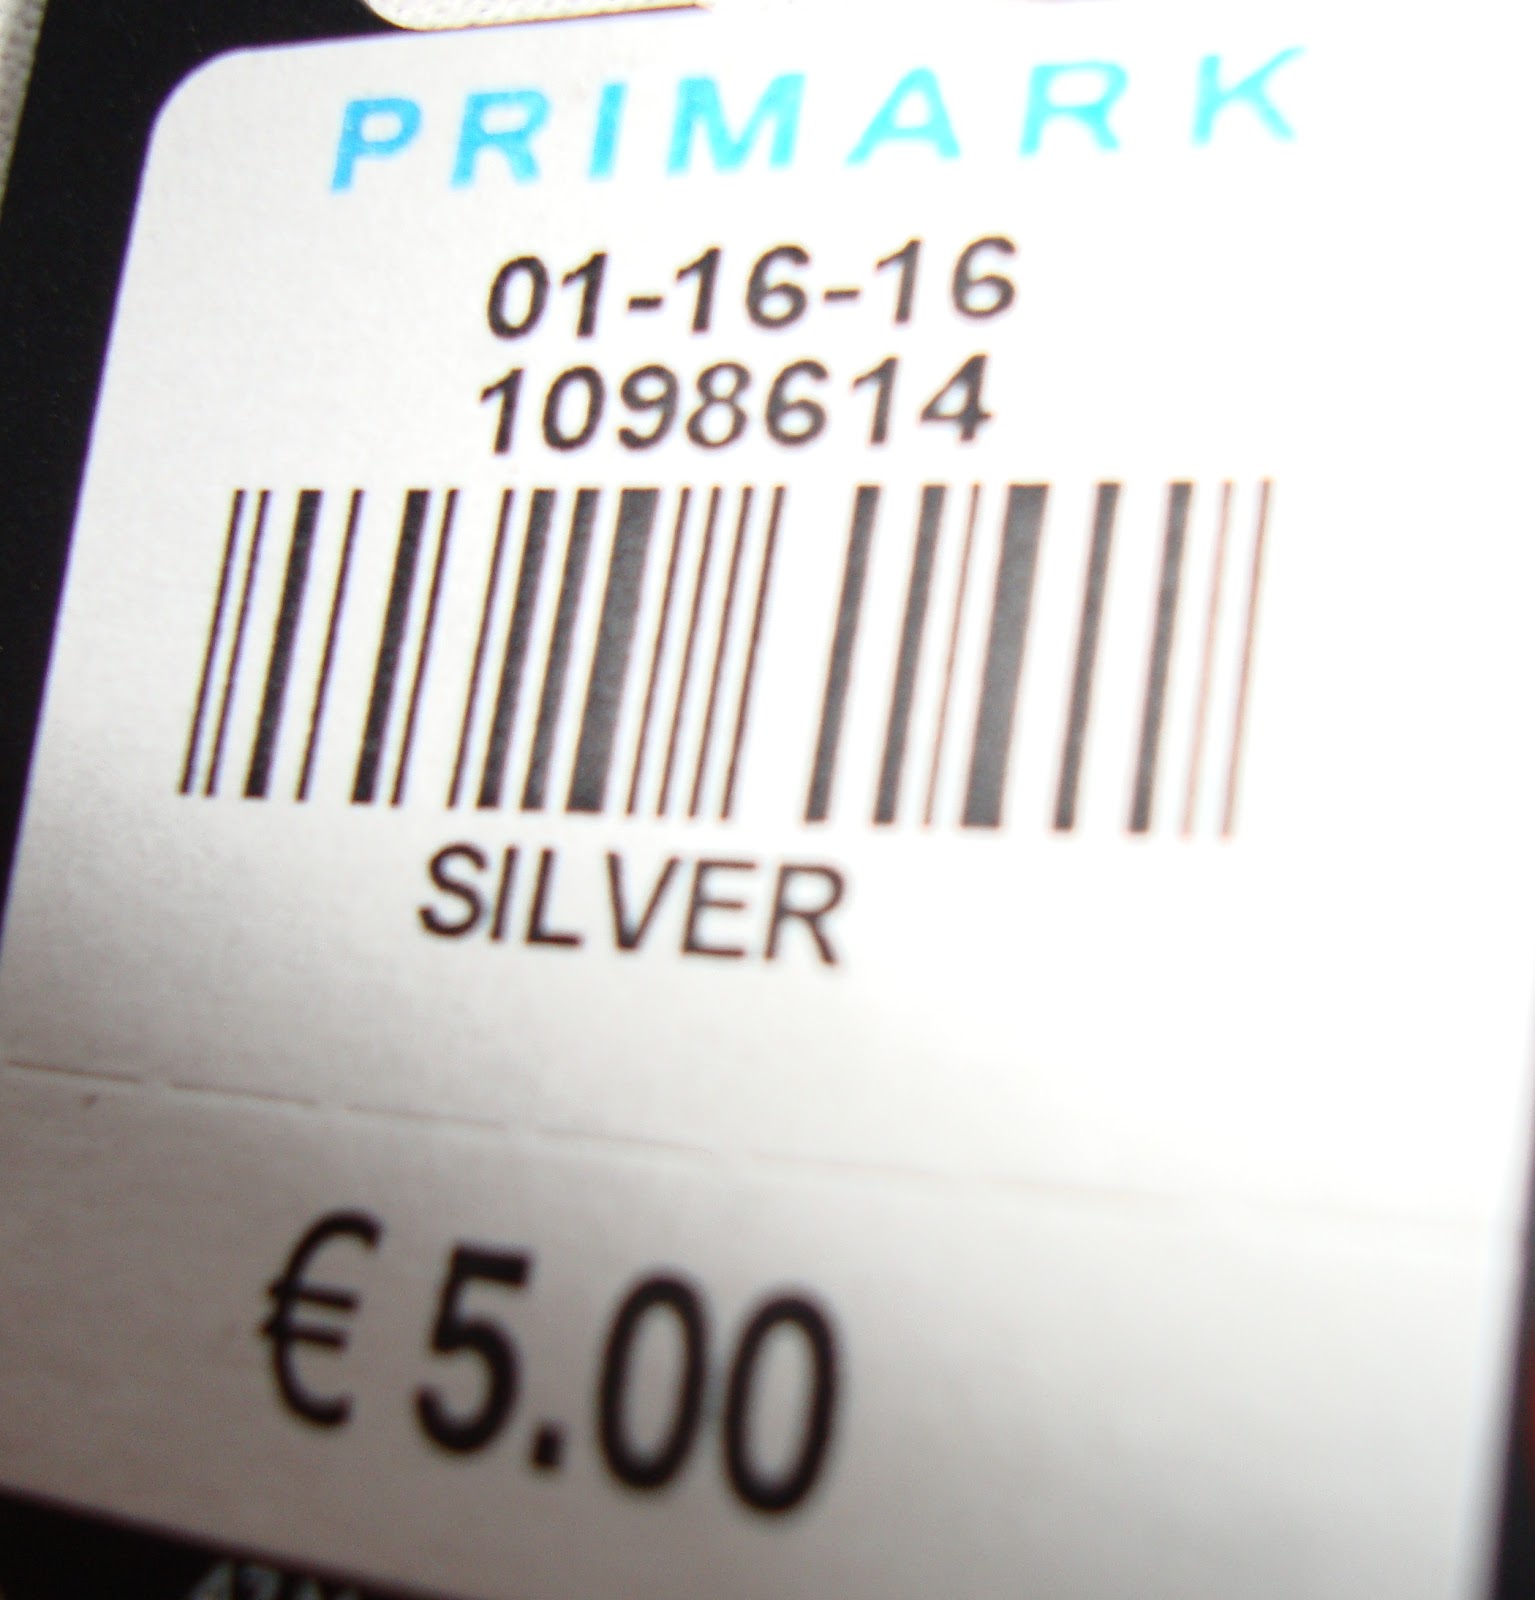 PRIMARK
01-16-16
1098614
SILVER
€ 5.00